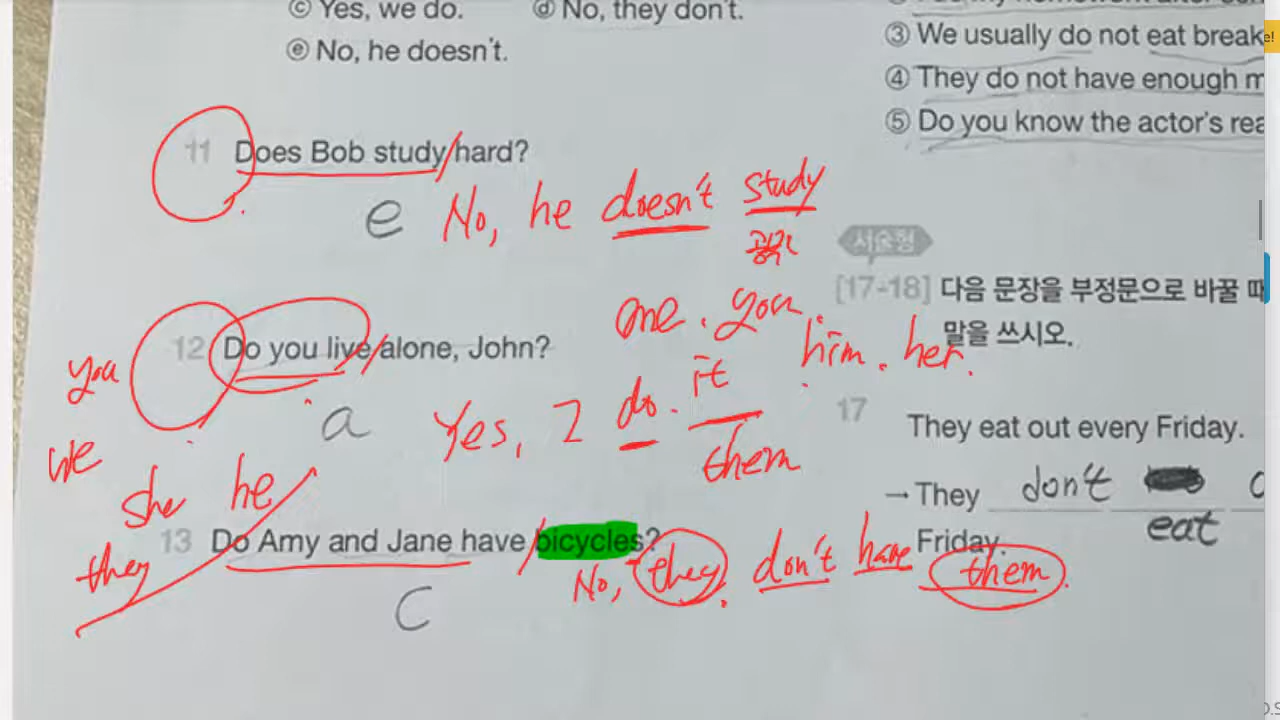 ⓒ Yes, we do. ⓓ No, they don't.
ⓔ No, he doesn't.
③ We usually do not eat break
④ They do not have enough m
⑤ Do you know the actor's rea
11 Does Bob study/hard?
e No, he doesn't study
me. you.
him. her.
12 Do you live/alone, John?
you
we
she he
they
a Yes, I do. it
them
13 Do Amy and Jane have/bicycles?
C No, they don't have them.
서술형
[17-18] 다음 문장을 부정문으로 바꿀 때
말을 쓰시오.
17
They eat out every Friday.
→ They don't
eat
Friday.